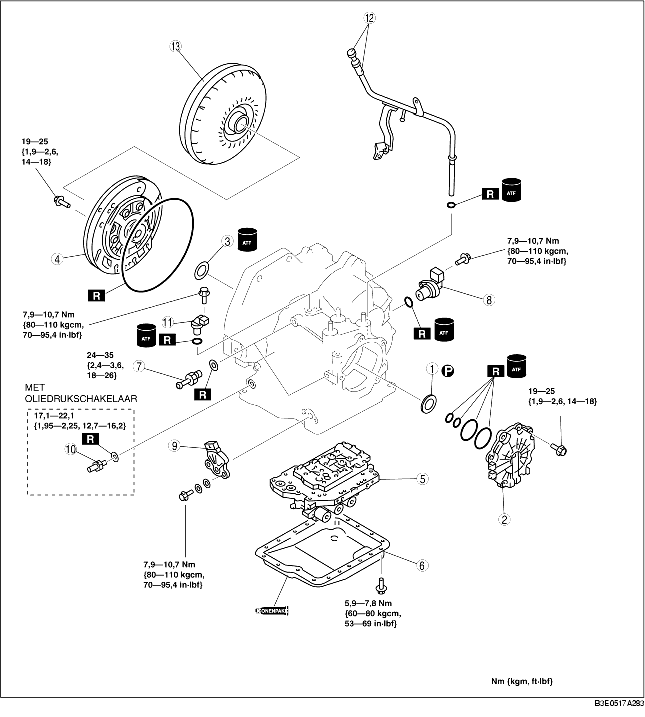 12
13
19—25
{1,9—2,6,
14—18}
R
ATF
3
ATF
4
7,9—10,7 Nm
{80—110 kgcm,
70—95,4 in·lbf}
R
8
7,9—10,7 Nm
{80—110 kgcm,
70—95,4 in·lbf}
11
ATF
R
R
ATF
24—35
{2,4—3,6,
18—26}
7
R
1
P
R
ATF
MET
OLIEDRUKSCHAKELAAR
17,1—22,1
{1,95—2,25, 12,7—16,2}
R
10
19—25
{1,9—2,6, 14—18}
9
5
2
7,9—10,7 Nm
{80—110 kgcm,
70—95,4 in·lbf}
6
5,9—7,8 Nm
{60—80 kgcm,
53—69 in·lbf}
Nm {kgm, ft·lbf}
B3E0517A283